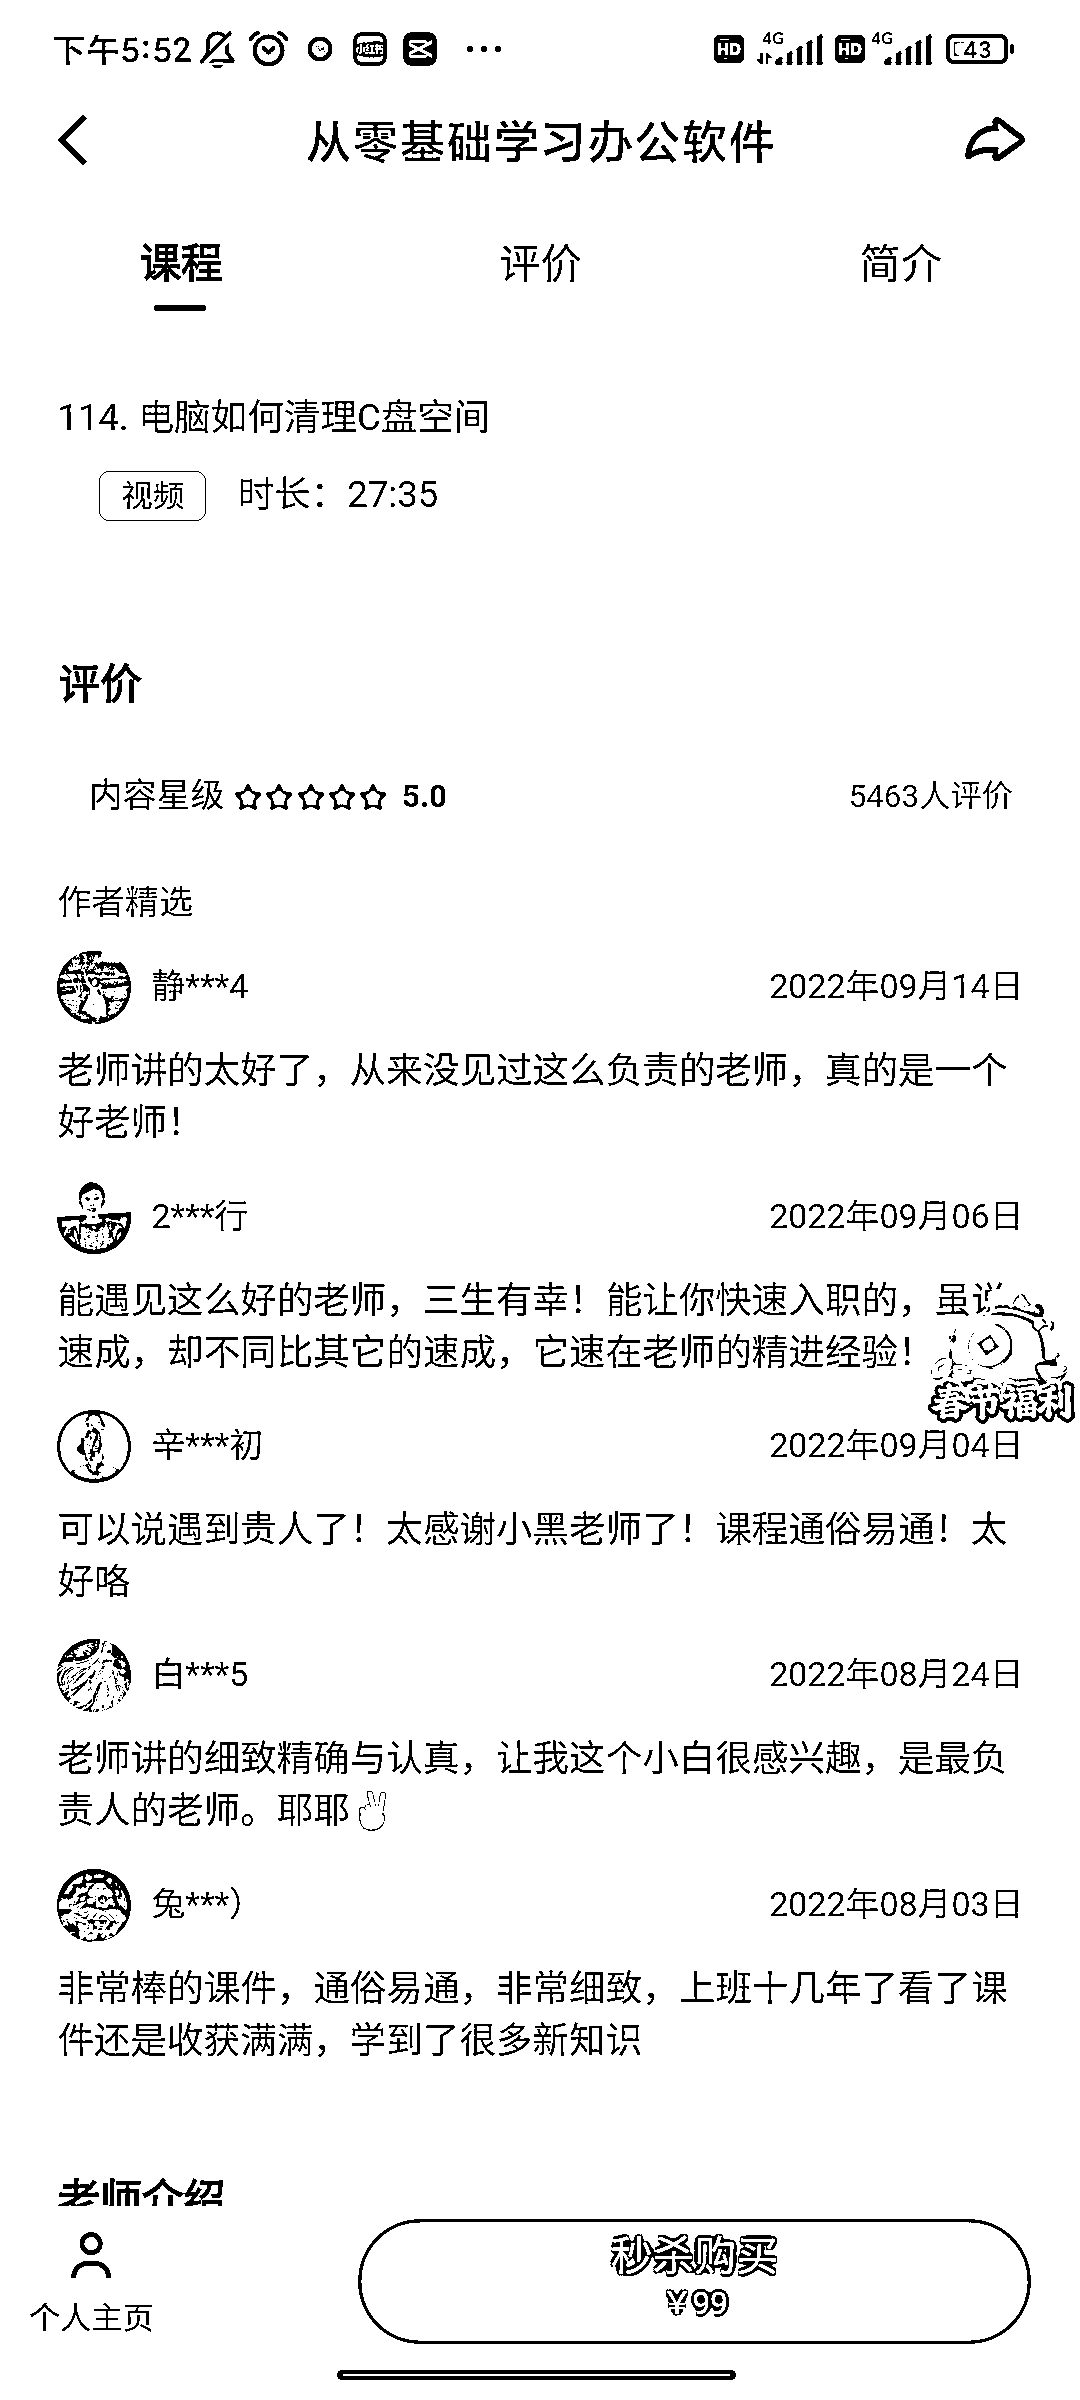 下午5:52
HD 4G HD 4G 43
从零基础学习办公软件
课程 评价 简介
114. 电脑如何清理C盘空间
视频 时长：27:35
评价
内容星级 5.0 5463人评价
作者精选
静***4 2022年09月14日
老师讲的太好了，从来没见过这么负责的老师，真的是一个
好老师！
2***行 2022年09月06日
能遇见这么好的老师，三生有幸！能让你快速入职的，虽说
速成，却不同比其它的速成，它速在老师的精进经验！
春节福利
辛***初 2022年09月04日
可以说遇到贵人了！太感谢小黑老师了！课程通俗易通！太
好咯
白***5 2022年08月24日
老师讲的细致精确与认真，让我这个小白很感兴趣，是最负
责人的老师。耶耶✌
兔***） 2022年08月03日
非常棒的课件，通俗易通，非常细致，上班十几年了看了课
件还是收获满满，学到了很多新知识
老师介绍
秒杀购买
¥99
个人主页